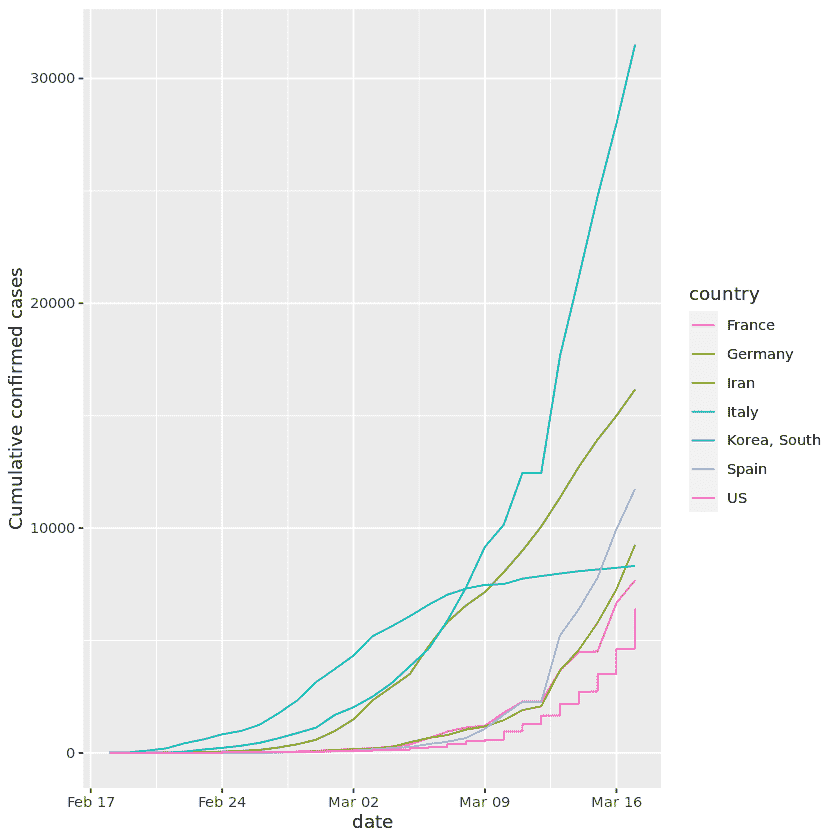 Cumulative confirmed cases
30000
20000
10000
0
Feb 17
Feb 24
Mar 02
Mar 09
Mar 16
date
country
France
Germany
Iran
Italy
Korea, South
Spain
US